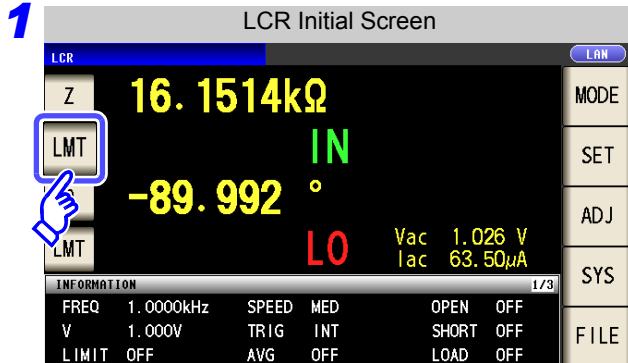 1
LCR Initial Screen
LCR
LAN
Z
16.1514kΩ
MODE
LMT
IN
SET
-89.992 °
ADJ
LMT
LO
Vac 1.026 V
Iac 63.50μA
SYS
INFORMATION
1/3
FREQ 1.0000kHz SPEED MED OPEN OFF
V 1.000V TRIG INT SHORT OFF
FILE
LIMIT OFF AVG OFF LOAD OFF